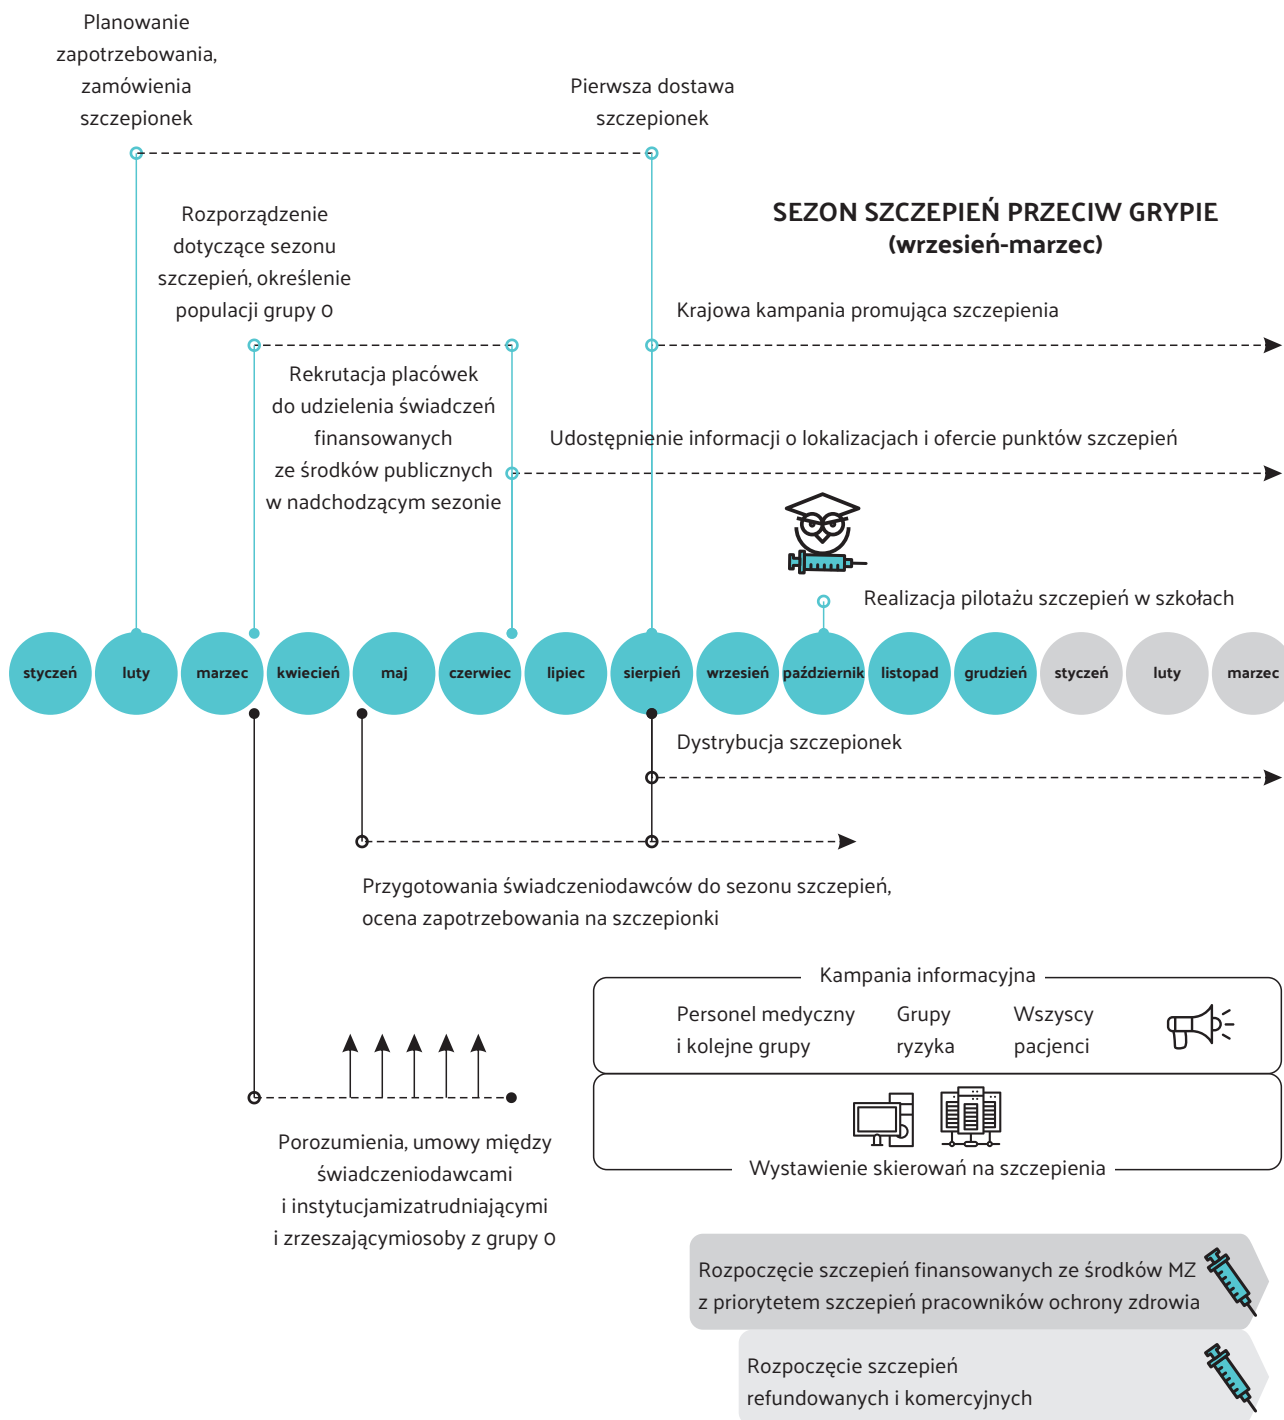 Planowanie
zapotrzebowania,
zamówienia
szczepionek
Pierwsza dostawa
szczepionek
SEZON SZCZEPIEŃ PRZECIW GRYPIE
(wrzesień-marzec)
Rozporządzenie
dotyczące sezonu
szczepień, określenie
populacji grupy 0
Krajowa kampania promująca szczepienia
Rekrutacja placówek
do udzielenia świadczeń
finansowanych
ze środków publicznych
w nadchodzącym sezonie
Udostępnienie informacji o lokalizacjach i ofercie punktów szczepień
Realizacja pilotażu szczepień w szkołach
styczeń luty marzec kwiecień maj czerwiec lipiec sierpień wrzesień październik listopad grudzień styczeń luty marzec
Dystrybucja szczepionek
Przygotowania świadczeniodawców do sezonu szczepień,
ocena zapotrzebowania na szczepionki
Kampania informacyjna
Personel medyczny
i kolejne grupy
Grupy
ryzyka
Wszyscy
pacjenci
Wystawienie skierowań na szczepienia
Porozumienia, umowy między
świadczeniodawcami
i instytucjamizatrudniającymi
i zrzeszającymiosoby z grupy 0
Rozpoczęcie szczepień finansowanych ze środków MZ
z priorytetem szczepień pracowników ochrony zdrowia
Rozpoczęcie szczepień
refundowanych i komercyjnych